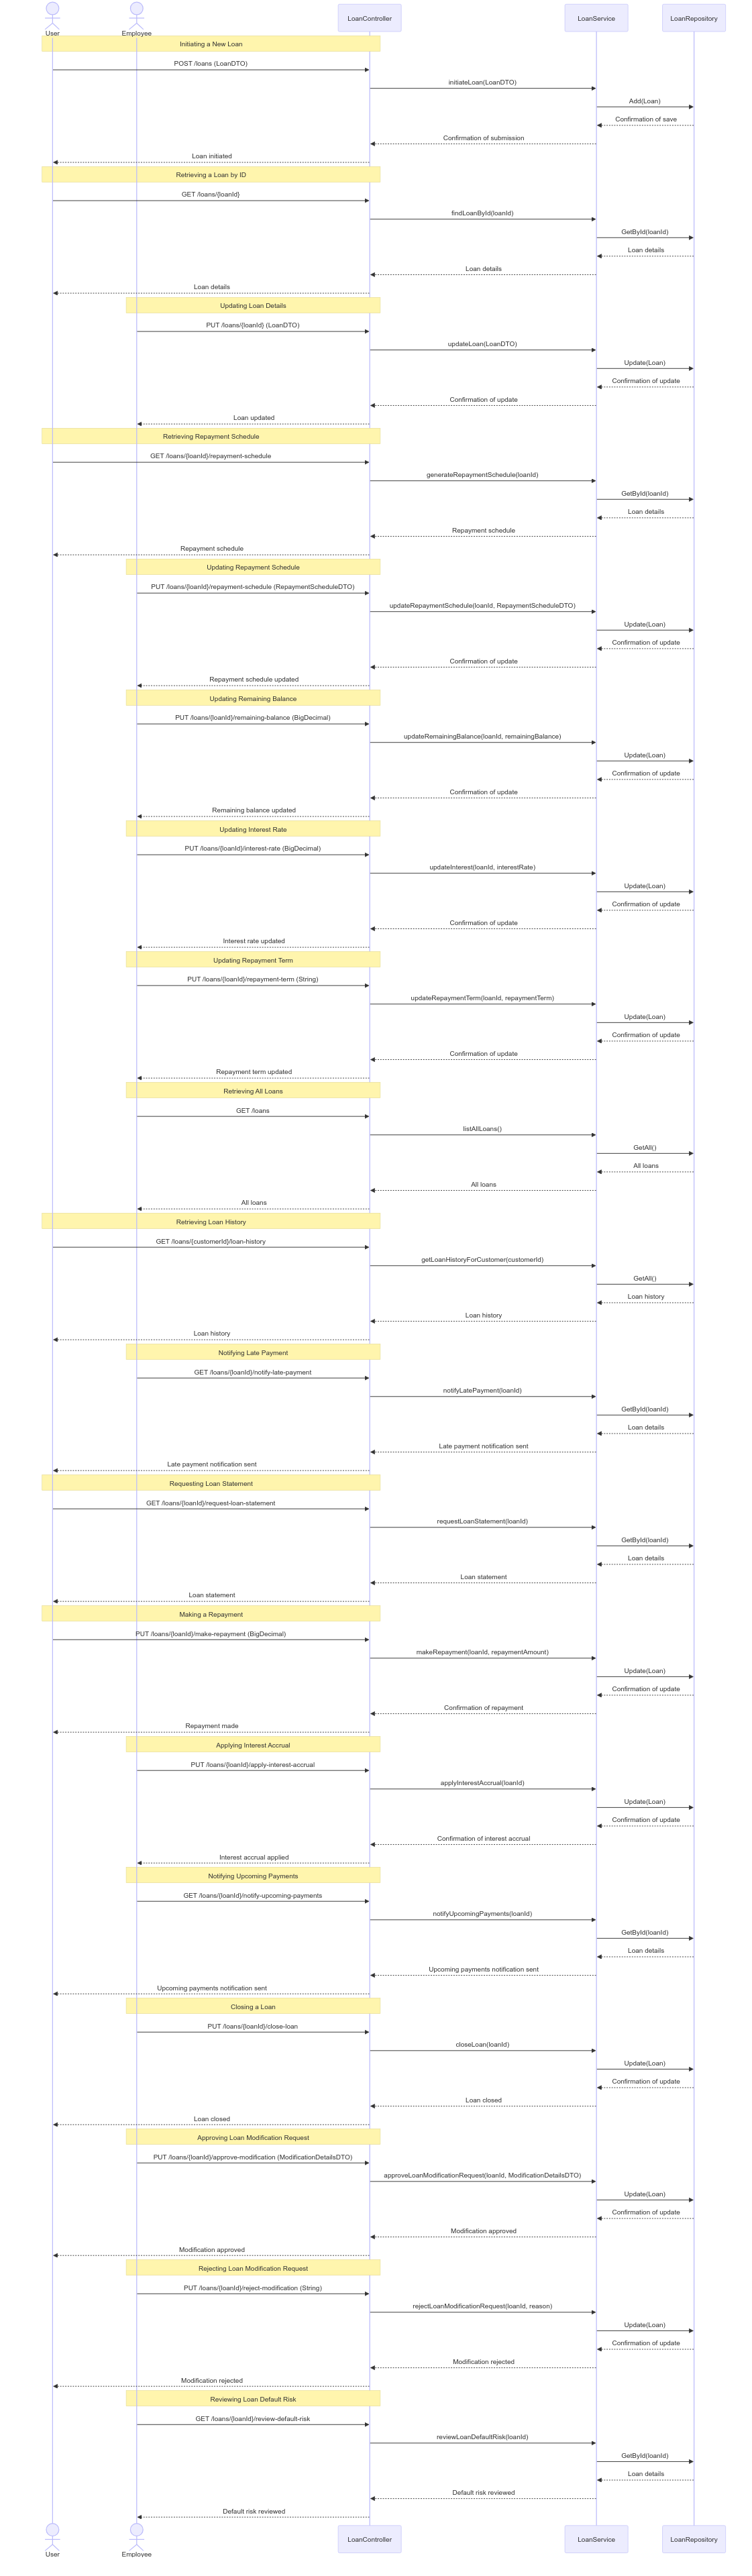 User
Employee
LoanController
LoanService
LoanRepository
Initiating a New Loan
POST /loans (LoanDTO)
initiateLoan(LoanDTO)
Add(Loan)
Confirmation of save
Confirmation of submission
Loan initiated
Retrieving a Loan by ID
GET /loans/{loanId}
findLoanById(loanId)
GetById(loanId)
Loan details
Loan details
Loan details
Updating Loan Details
PUT /loans/{loanId} (LoanDTO)
updateLoan(LoanDTO)
Update(Loan)
Confirmation of update
Confirmation of update
Loan updated
Retrieving Repayment Schedule
GET /loans/{loanId}/repayment-schedule
generateRepaymentSchedule(loanId)
GetById(loanId)
Loan details
Repayment schedule
Repayment schedule
Updating Repayment Schedule
PUT /loans/{loanId}/repayment-schedule (RepaymentScheduleDTO)
updateRepaymentSchedule(loanId, RepaymentScheduleDTO)
Update(Loan)
Confirmation of update
Confirmation of update
Repayment schedule updated
Updating Remaining Balance
PUT /loans/{loanId}/remaining-balance (BigDecimal)
updateRemainingBalance(loanId, remainingBalance)
Update(Loan)
Confirmation of update
Confirmation of update
Remaining balance updated
Updating Interest Rate
PUT /loans/{loanId}/interest-rate (BigDecimal)
updateInterest(loanId, interestRate)
Update(Loan)
Confirmation of update
Confirmation of update
Interest rate updated
Updating Repayment Term
PUT /loans/{loanId}/repayment-term (String)
updateRepaymentTerm(loanId, repaymentTerm)
Update(Loan)
Confirmation of update
Confirmation of update
Repayment term updated
Retrieving All Loans
GET /loans
listAllLoans()
GetAll()
All loans
All loans
All loans
Retrieving Loan History
GET /loans/{customerId}/loan-history
getLoanHistoryForCustomer(customerId)
GetAll()
Loan history
Loan history
Loan history
Notifying Late Payment
GET /loans/{loanId}/notify-late-payment
notifyLatePayment(loanId)
GetById(loanId)
Loan details
Late payment notification sent
Late payment notification sent
Requesting Loan Statement
GET /loans/{loanId}/request-loan-statement
requestLoanStatement(loanId)
GetById(loanId)
Loan details
Loan statement
Loan statement
Making a Repayment
PUT /loans/{loanId}/make-repayment (BigDecimal)
makeRepayment(loanId, repaymentAmount)
Update(Loan)
Confirmation of update
Confirmation of repayment
Repayment made
Applying Interest Accrual
PUT /loans/{loanId}/apply-interest-accrual
applyInterestAccrual(loanId)
Update(Loan)
Confirmation of update
Confirmation of interest accrual
Interest accrual applied
Notifying Upcoming Payments
GET /loans/{loanId}/notify-upcoming-payments
notifyUpcomingPayments(loanId)
GetById(loanId)
Loan details
Upcoming payments notification sent
Upcoming payments notification sent
Closing a Loan
PUT /loans/{loanId}/close-loan
closeLoan(loanId)
Update(Loan)
Confirmation of update
Loan closed
Loan closed
Approving Loan Modification Request
PUT /loans/{loanId}/approve-modification (ModificationDetailsDTO)
approveLoanModificationRequest(loanId, ModificationDetailsDTO)
Update(Loan)
Confirmation of update
Modification approved
Modification approved
Rejecting Loan Modification Request
PUT /loans/{loanId}/reject-modification (String)
rejectLoanModificationRequest(loanId, reason)
Update(Loan)
Confirmation of update
Modification rejected
Modification rejected
Reviewing Loan Default Risk
GET /loans/{loanId}/review-default-risk
reviewLoanDefaultRisk(loanId)
GetById(loanId)
Loan details
Default risk reviewed
Default risk reviewed
User
Employee
LoanController
LoanService
LoanRepository